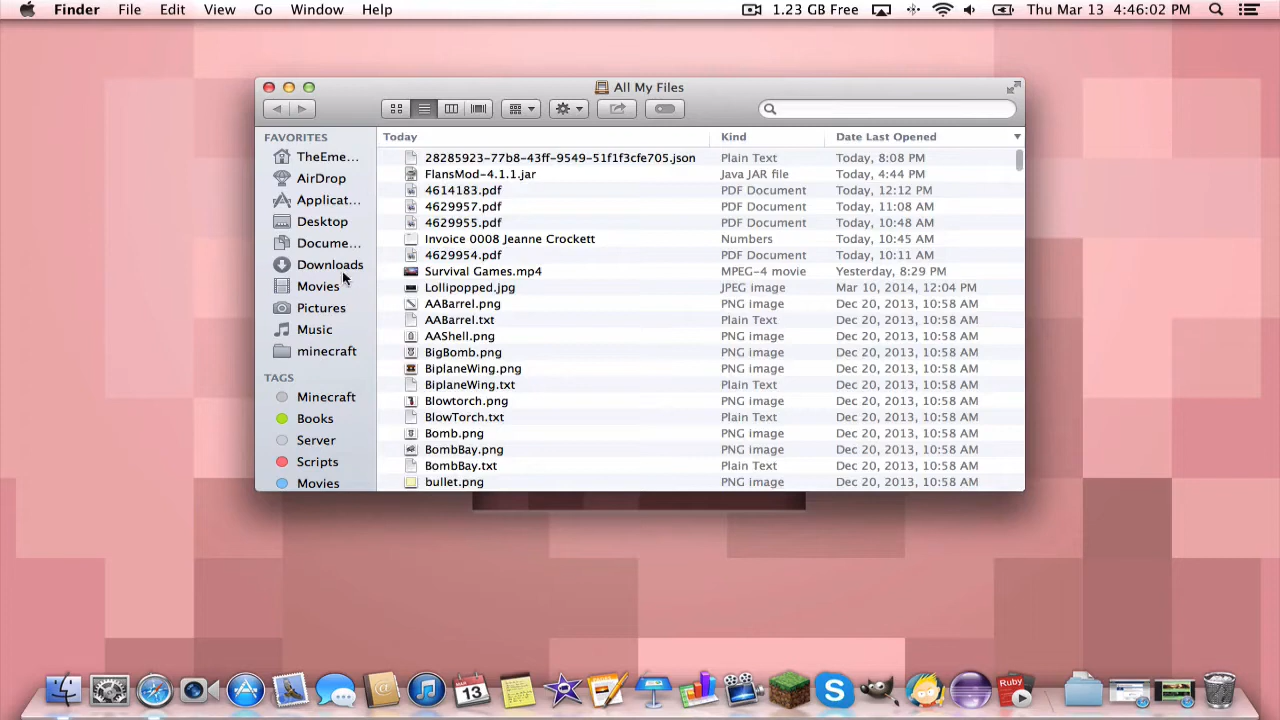 Finder File Edit View Go Window Help 1.23 GB Free Thu Mar 13 4:46:02 PM
All My Files
FAVORITES
TheEme...
AirDrop
Applicat...
Desktop
Docume...
Downloads
Movies
Pictures
Music
minecraft
TAGS
Minecraft
Books
Server
Scripts
Movies
Today Kind Date Last Opened
28285923-77b8-43ff-9549-51f1f3cfe705.json Plain Text Today, 8:08 PM
FlansMod-4.1.1.jar Java JAR file Today, 4:44 PM
4614183.pdf PDF Document Today, 12:12 PM
4629957.pdf PDF Document Today, 11:08 AM
4629955.pdf PDF Document Today, 10:48 AM
Invoice 0008 Jeanne Crockett Numbers Today, 10:45 AM
4629954.pdf PDF Document Today, 10:11 AM
Survival Games.mp4 MPEG-4 movie Yesterday, 8:29 PM
Lollipopped.jpg JPEG image Mar 10, 2014, 12:04 PM
AABarrel.png PNG image Dec 20, 2013, 10:58 AM
AABarrel.txt Plain Text Dec 20, 2013, 10:58 AM
AAShell.png PNG image Dec 20, 2013, 10:58 AM
BigBomb.png PNG image Dec 20, 2013, 10:58 AM
BiplaneWing.png PNG image Dec 20, 2013, 10:58 AM
BiplaneWing.txt Plain Text Dec 20, 2013, 10:58 AM
Blowtorch.png PNG image Dec 20, 2013, 10:58 AM
BlowTorch.txt Plain Text Dec 20, 2013, 10:58 AM
Bomb.png PNG image Dec 20, 2013, 10:58 AM
BombBay.png PNG image Dec 20, 2013, 10:58 AM
BombBay.txt Plain Text Dec 20, 2013, 10:58 AM
bullet.png PNG image Dec 20, 2013, 10:58 AM
MAR
13
Ruby